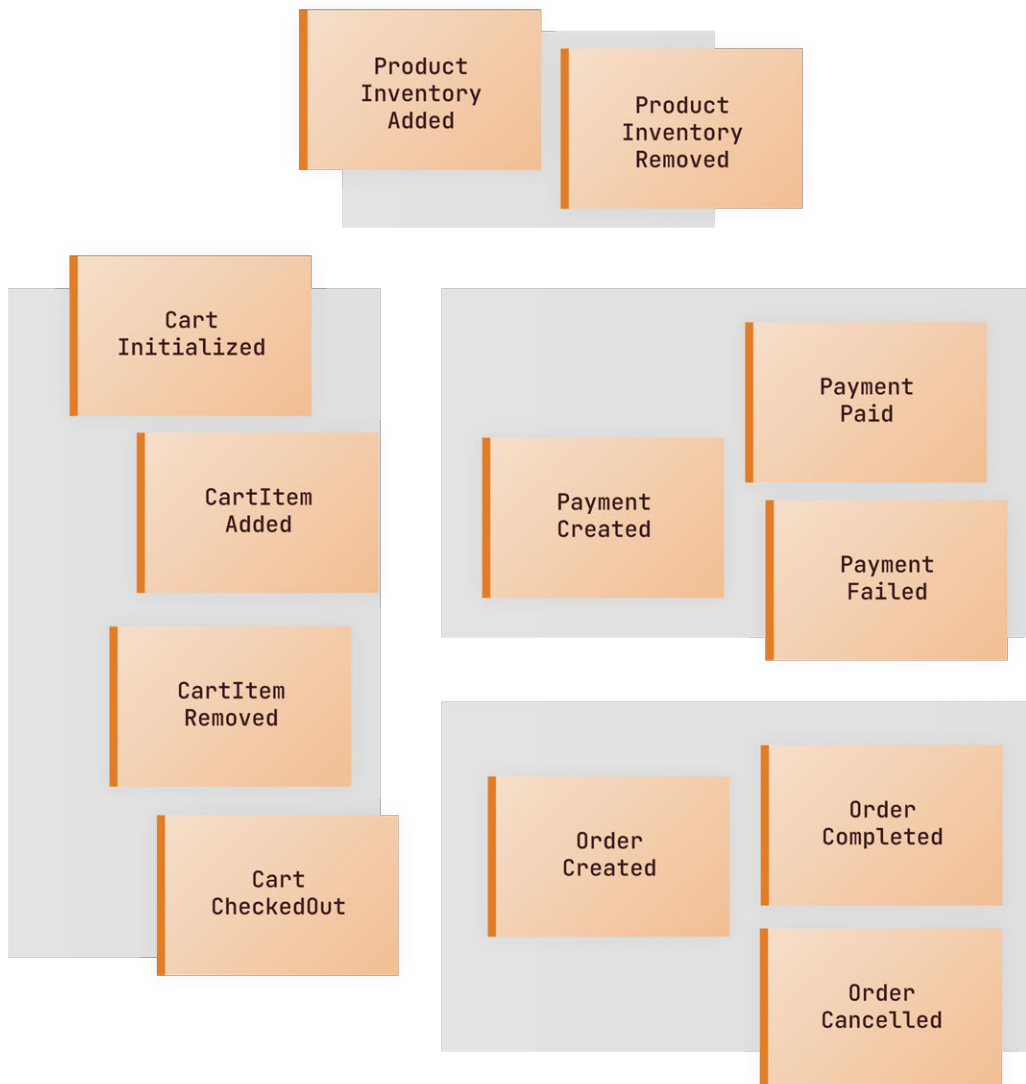 Product
Inventory
Added
Product
Inventory
Removed
Cart
Initialized
CartItem
Added
CartItem
Removed
Cart
CheckedOut
Payment
Created
Payment
Paid
Payment
Failed
Order
Created
Order
Completed
Order
Cancelled